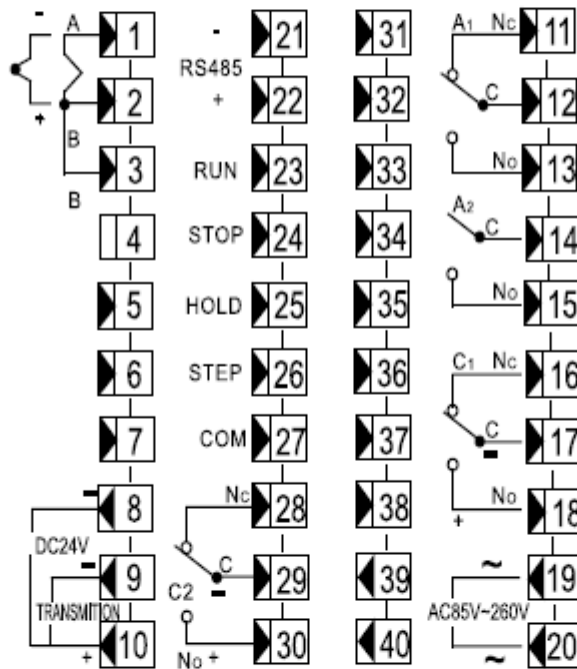 - A 1 - 21 31 A1 Nc 11
RS485
+ 2 + 22 32 C 12
B
B 3 RUN 23 33 No 13
4 STOP 24 34 A2 C 14
5 HOLD 25 35 No 15
6 STEP 26 36 C1 Nc 16
7 COM 27 37 C - 17
- 8 Nc 28 38 + No 18
DC24V
- 9 C2 C - 29 39 ~ 19
TRANSMITION AC85V~260V
+ 10 No + 30 40 ~ 20